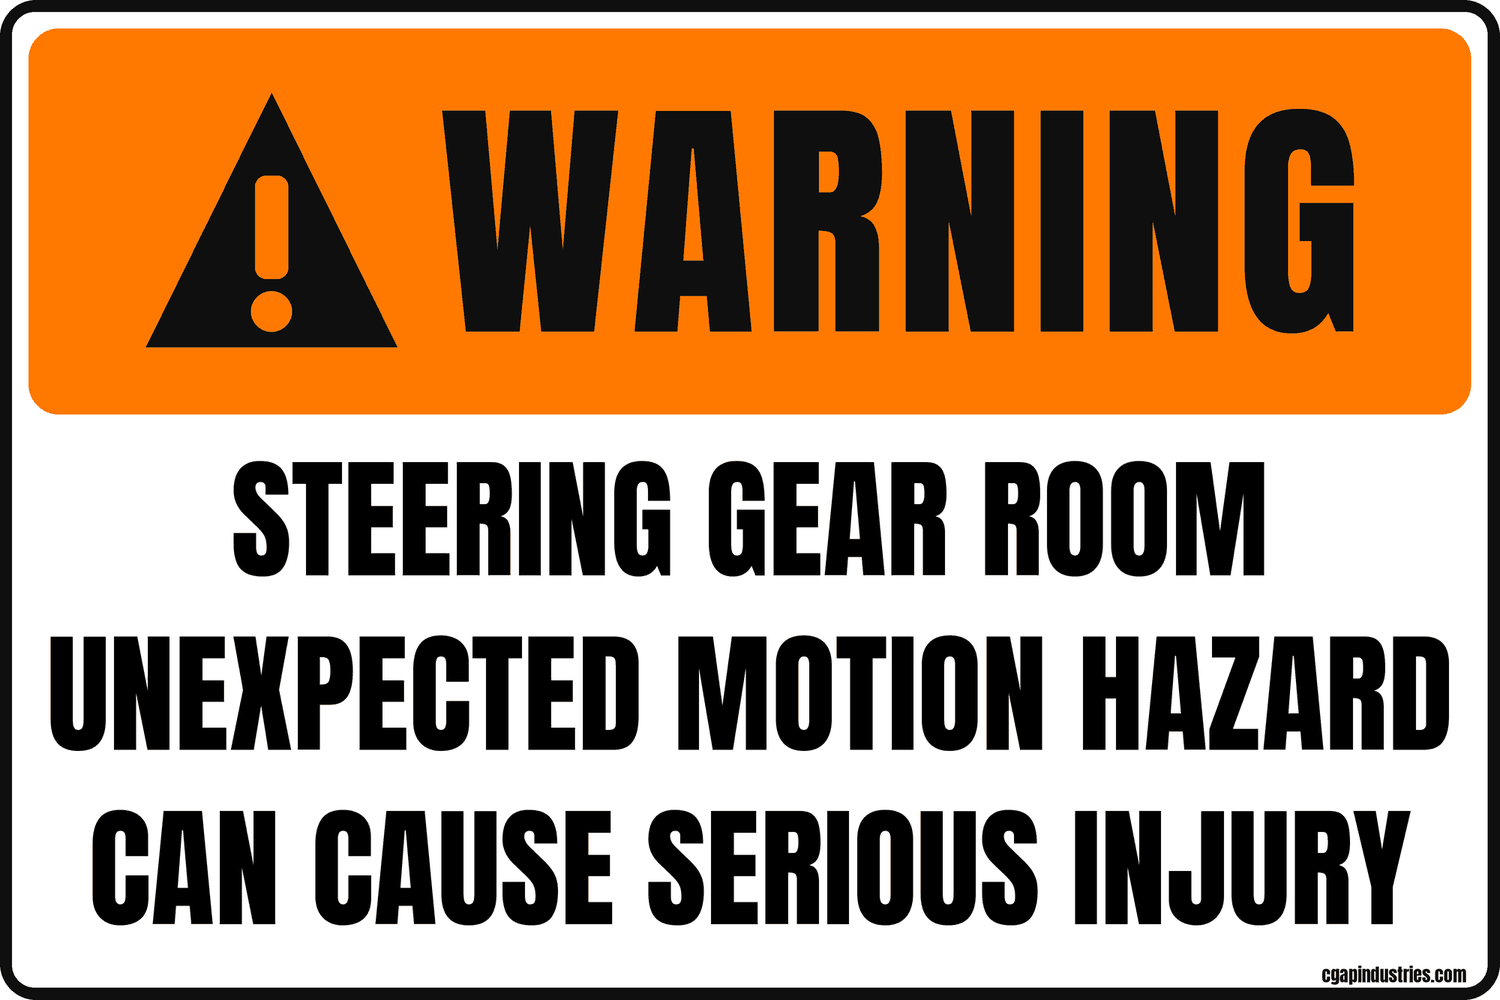 WARNING
STEERING GEAR ROOM
UNEXPECTED MOTION HAZARD
CAN CAUSE SERIOUS INJURY
cgapindustries.com